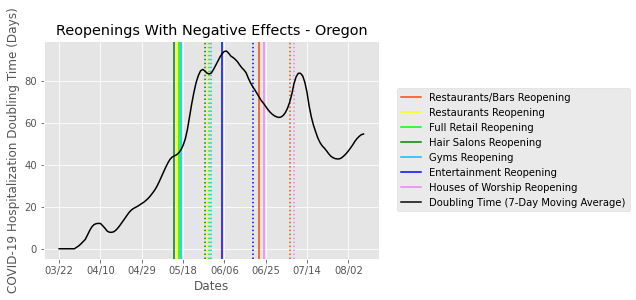 Reopenings With Negative Effects - Oregon
COVID-19 Hospitalization Doubling Time (Days)
80
60
40
20
0
03/22 04/10 04/29 05/18 06/06 06/25 07/14 08/02
Dates
Restaurants/Bars Reopening
Restaurants Reopening
Full Retail Reopening
Hair Salons Reopening
Gyms Reopening
Entertainment Reopening
Houses of Worship Reopening
Doubling Time (7-Day Moving Average)